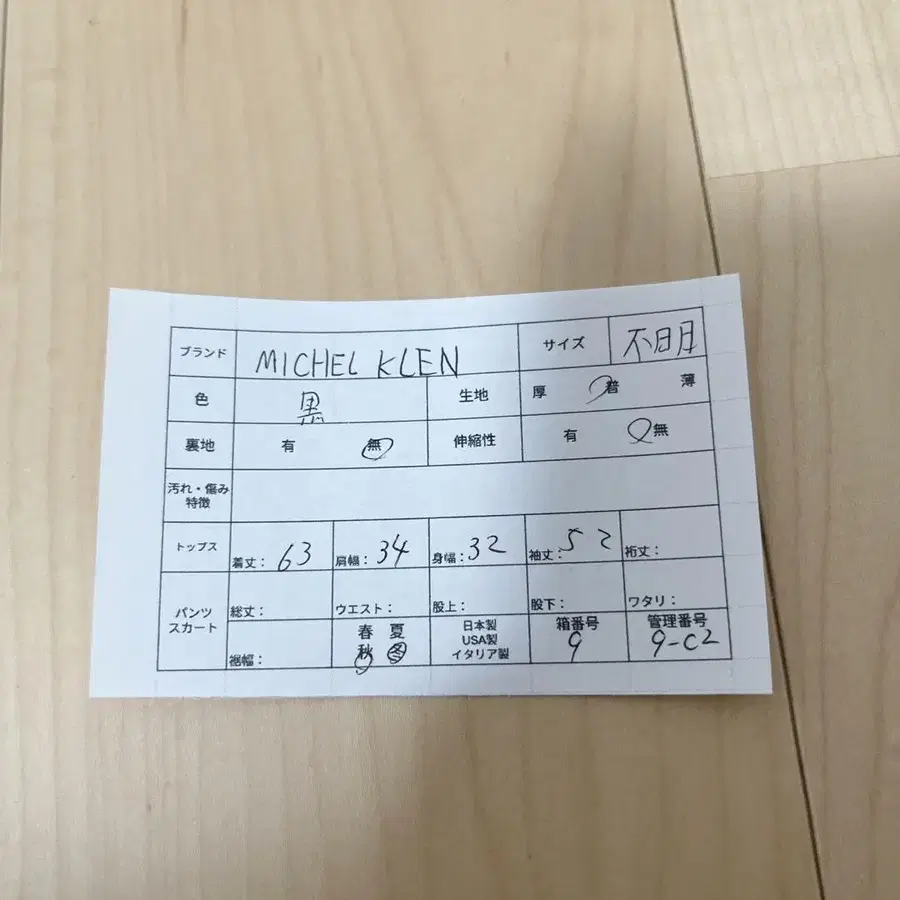 ブランド MICHEL KLEN サイズ 不明
色 黒 生地 厚 普 薄
裏地 有 無 伸縮性 有 無
汚れ・傷み
特徴
トップス 着丈: 63 肩幅: 34 身幅: 32 袖丈: 52 裄丈:
パンツ
スカート
総丈: ウエスト: 股上: 股下: ワタリ:
裾幅:
春 夏
秋 冬
日本製
USA製
イタリア製
箱番号
9
管理番号
9-C2